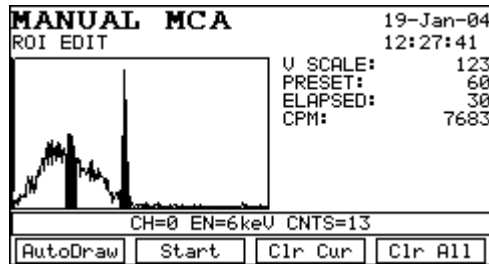 MANUAL MCA 19-Jan-04
ROI EDIT 12:27:41
V SCALE: 123
PRESET: 60
ELAPSED: 30
CPM: 7683
CH=0 EN=6keV CNTS=13
AutoDraw Start Clr Cur Clr All